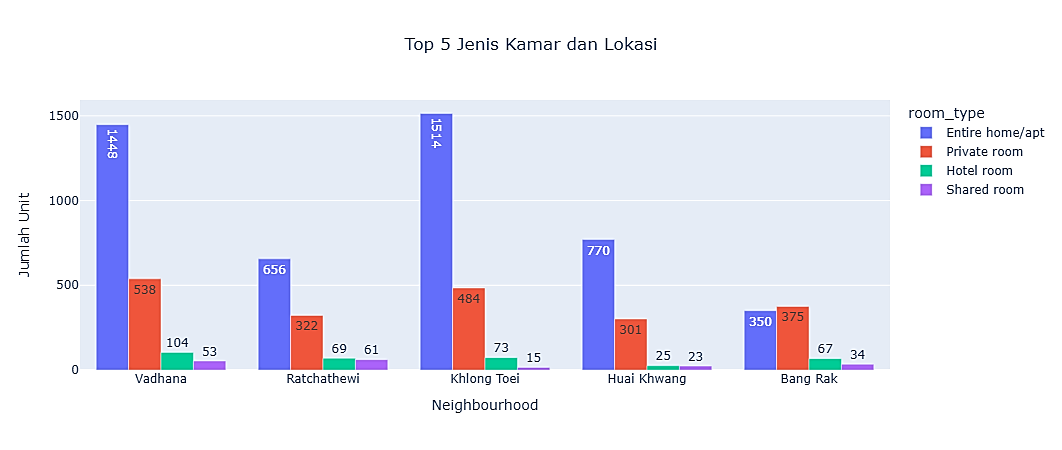 Top 5 Jenis Kamar dan Lokasi
room_type
Entire home/apt
Private room
Hotel room
Shared room
Jumlah Unit
1500
1000
500
0
1448
538
104
53
656
322
69
61
1514
484
73
15
770
301
25
23
350
375
67
34
Vadhana
Ratchathewi
Khlong Toei
Huai Khwang
Bang Rak
Neighbourhood